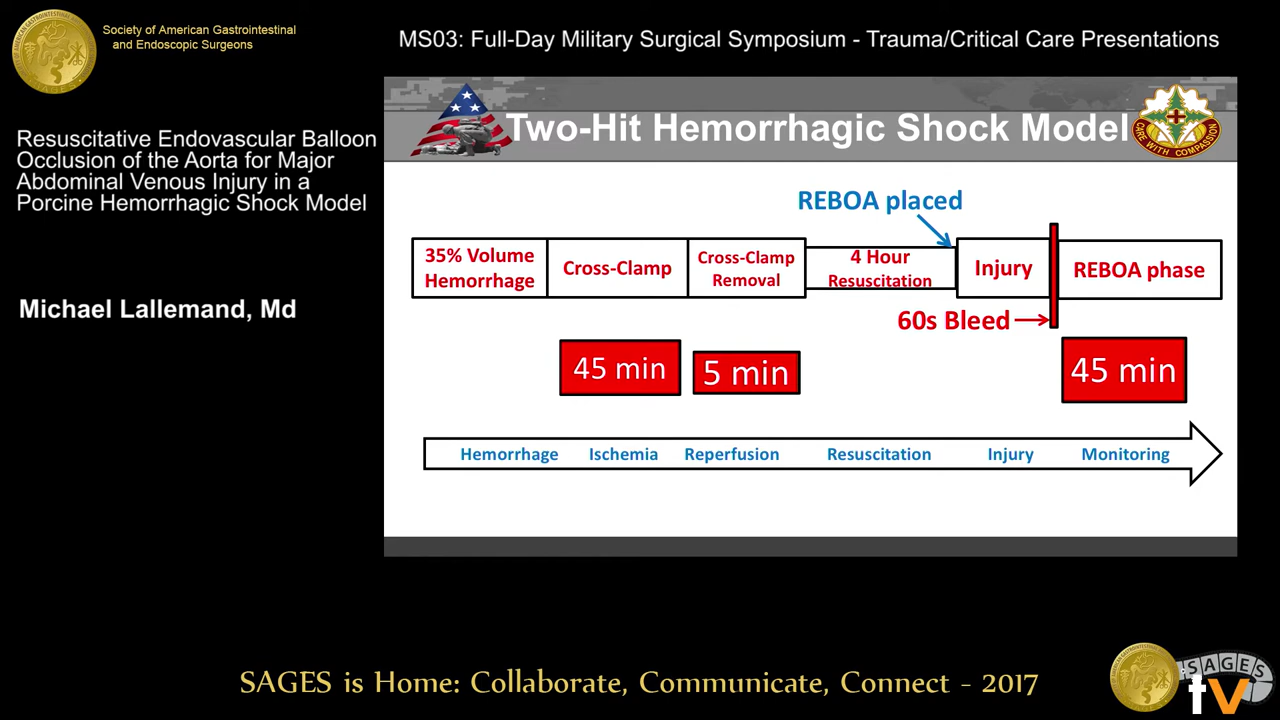 Society of American Gastrointestinal
and Endoscopic Surgeons
MS03: Full-Day Military Surgical Symposium - Trauma/Critical Care Presentations
Resuscitative Endovascular Balloon
Occlusion of the Aorta for Major
Abdominal Venous Injury in a
Porcine Hemorrhagic Shock Model
Michael Lallemand, Md
Two-Hit Hemorrhagic Shock Model
CARE WITH COMPASSION
REBOA placed
35% Volume
Hemorrhage
Cross-Clamp
Cross-Clamp
Removal
4 Hour
Resuscitation
Injury
REBOA phase
60s Bleed
45 min
5 min
45 min
Hemorrhage
Ischemia
Reperfusion
Resuscitation
Injury
Monitoring
SAGES is Home: Collaborate, Communicate, Connect - 2017
SAGES
tv